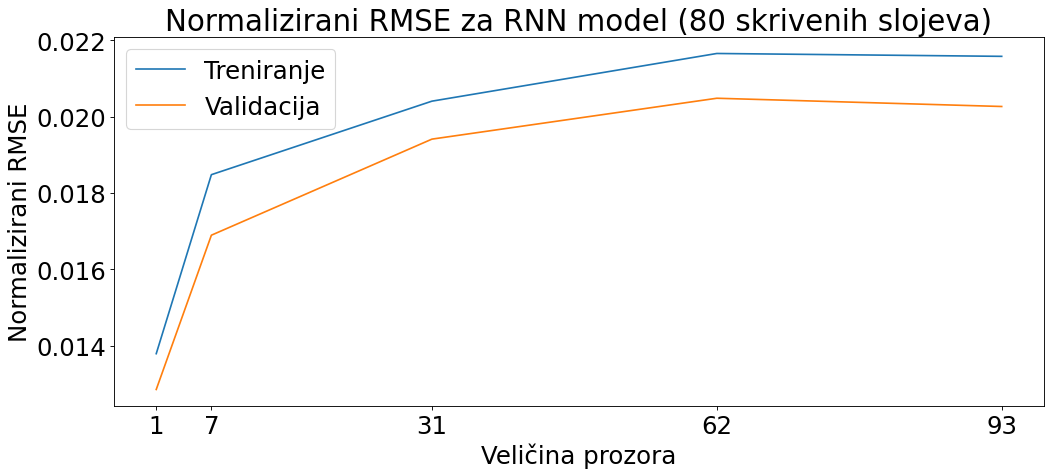 Normalizirani RMSE za RNN model (80 skrivenih slojeva)
Treniranje
Validacija
Normalizirani RMSE
0.022
0.020
0.018
0.016
0.014
1 7 31 62 93
Veličina prozora